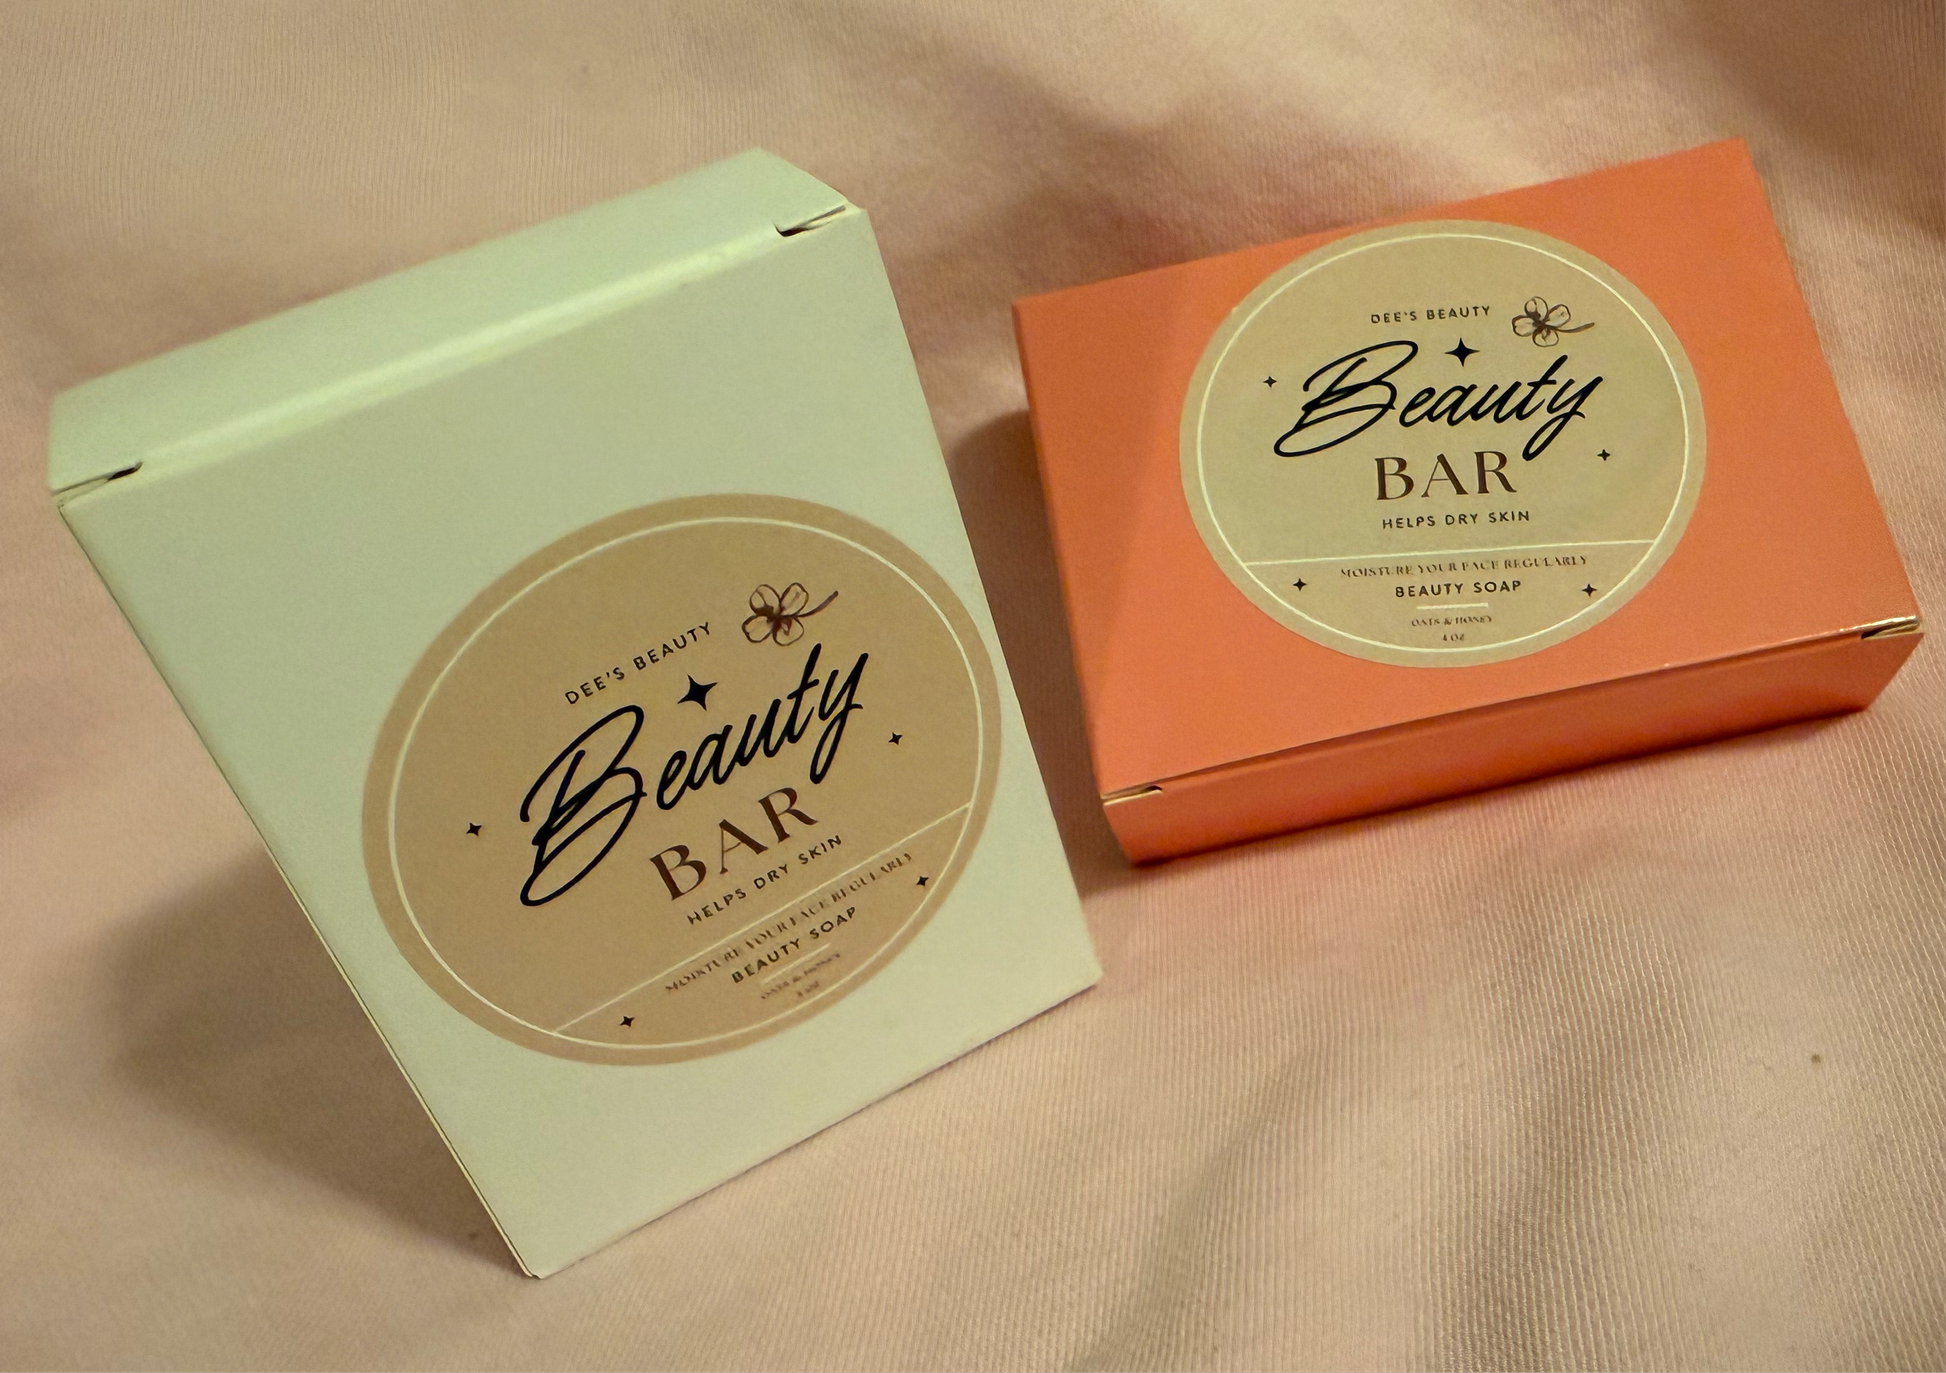 DEE'S BEAUTY
Beauty
BAR
HELPS DRY SKIN
MOISTURE YOUR FACE REGULARLY
BEAUTY SOAP
OATS & HONEY
4 OZ
DEE'S BEAUTY
Beauty
BAR
HELPS DRY SKIN
MOISTURE YOUR FACE REGULARLY
BEAUTY SOAP
OATS & HONEY
4 OZ